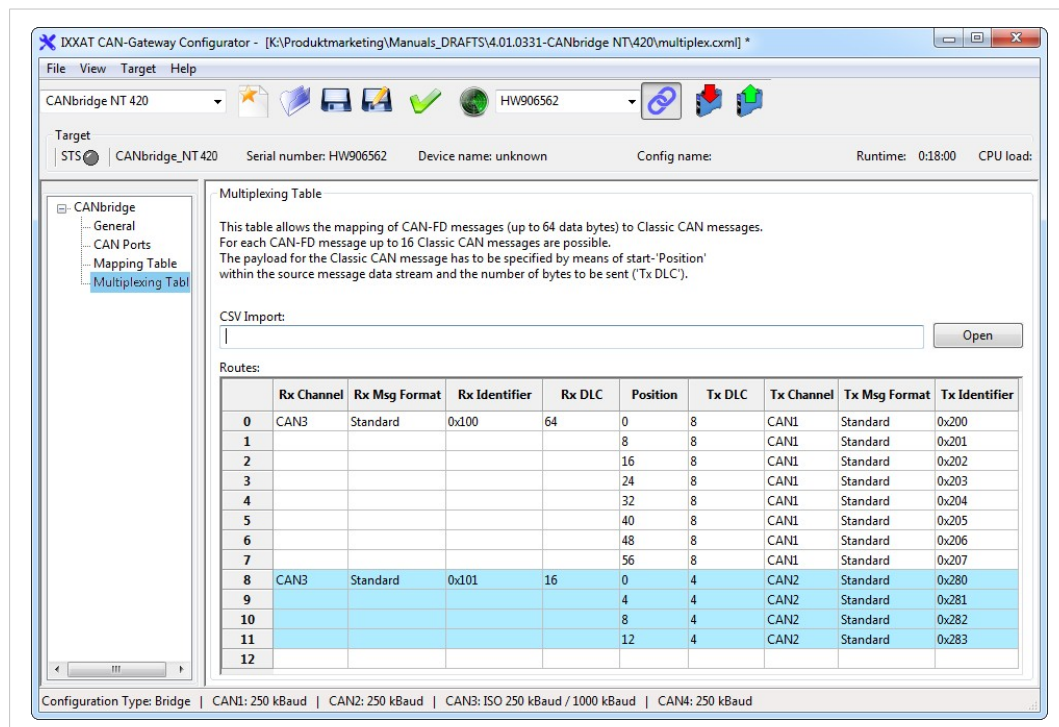 IXXAT CAN-Gateway Configurator - [K:\Produktmarketing\Manuals_DRAFTS\4.01.0331-CANbridge NT\420\multiplex.cxml] *
File View Target Help
CANbridge NT 420 HW906562
Target
STS CANbridge_NT 420 Serial number: HW906562 Device name: unknown Config name: Runtime: 0:18:00 CPU load:
CANbridge
General
CAN Ports
Mapping Table
Multiplexing Tabl
Multiplexing Table
This table allows the mapping of CAN-FD messages (up to 64 data bytes) to Classic CAN messages.
For each CAN-FD message up to 16 Classic CAN messages are possible.
The payload for the Classic CAN message has to be specified by means of start-'Position'
within the source message data stream and the number of bytes to be sent ('Tx DLC').
CSV Import:
Open
Routes:
Rx Channel Rx Msg Format Rx Identifier Rx DLC Position Tx DLC Tx Channel Tx Msg Format Tx Identifier
0 CAN3 Standard 0x100 64 0 8 CAN1 Standard 0x200
1 8 8 CAN1 Standard 0x201
2 16 8 CAN1 Standard 0x202
3 24 8 CAN1 Standard 0x203
4 32 8 CAN1 Standard 0x204
5 40 8 CAN1 Standard 0x205
6 48 8 CAN1 Standard 0x206
7 56 8 CAN1 Standard 0x207
8 CAN3 Standard 0x101 16 0 4 CAN2 Standard 0x280
9 4 4 CAN2 Standard 0x281
10 8 4 CAN2 Standard 0x282
11 12 4 CAN2 Standard 0x283
12
Configuration Type: Bridge | CAN1: 250 kBaud | CAN2: 250 kBaud | CAN3: ISO 250 kBaud / 1000 kBaud | CAN4: 250 kBaud